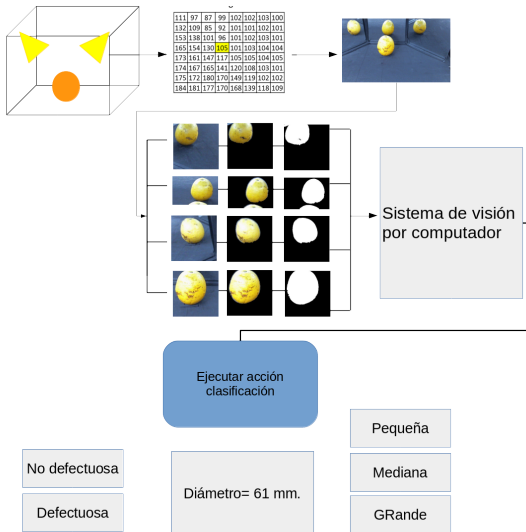 111 97 87 99 102 102 103 100
132 109 85 92 101 101 102 101
153 138 101 96 101 102 102 101
165 154 130 105 101 103 104 104
173 161 147 117 105 105 104 105
174 167 165 141 120 108 103 101
175 172 180 170 149 119 102 102
184 181 177 170 168 139 118 109
Sistema de visión
por computador
Ejecutar acción
clasificación
Pequeña
No defectuosa
Mediana
Diámetro= 61 mm.
Defectuosa
GRande